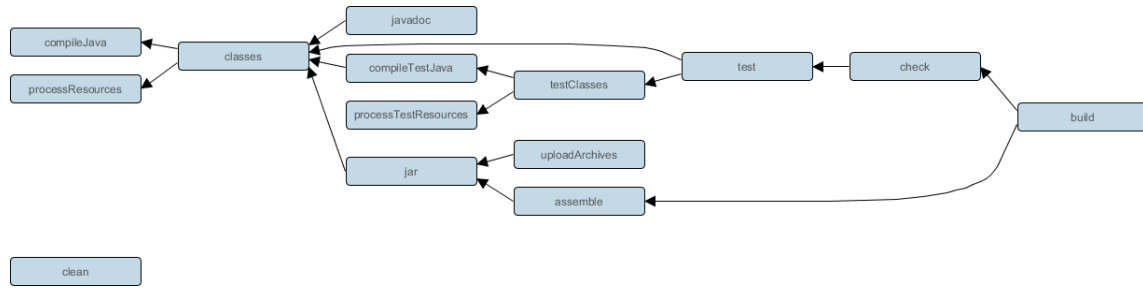 javadoc
compileJava
classes
compileTestJava
test
check
processResources
testClasses
processTestResources
build
uploadArchives
jar
assemble
clean